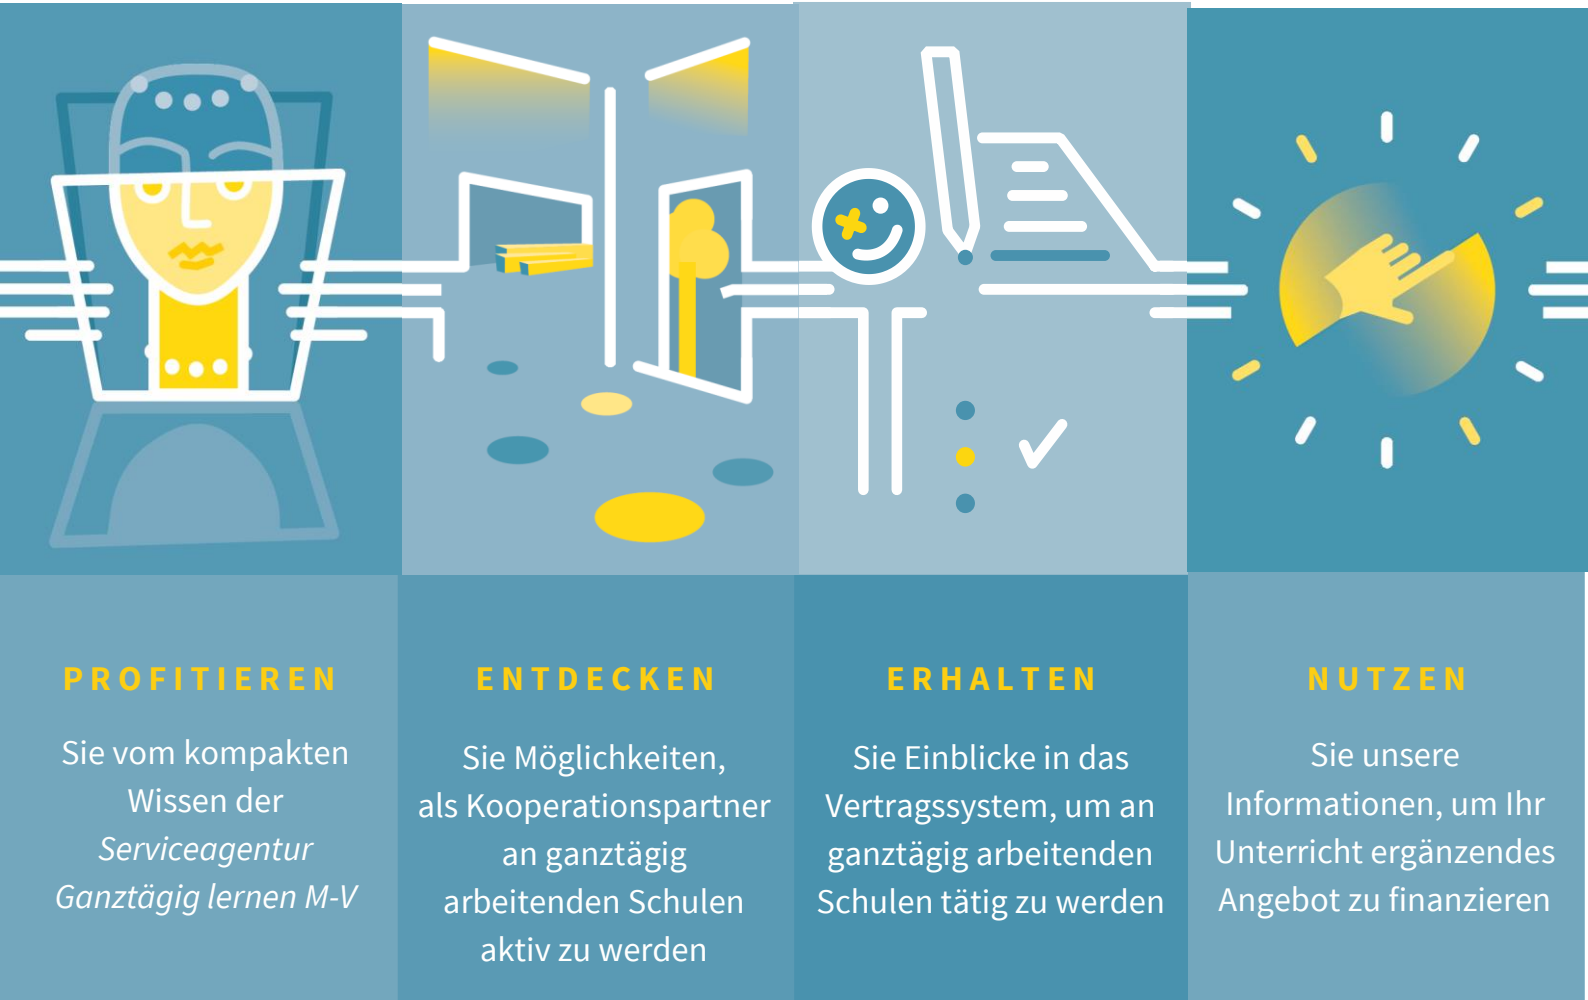 PROFITIEREN
Sie vom kompakten
Wissen der
Serviceagentur
Ganztägig lernen M-V
ENTDECKEN
Sie Möglichkeiten,
als Kooperationspartner
an ganztägig
arbeitenden Schulen
aktiv zu werden
ERHALTEN
Sie Einblicke in das
Vertragssystem, um an
ganztägig arbeitenden
Schulen tätig zu werden
NUTZEN
Sie unsere
Informationen, um Ihr
Unterricht ergänzendes
Angebot zu finanzieren